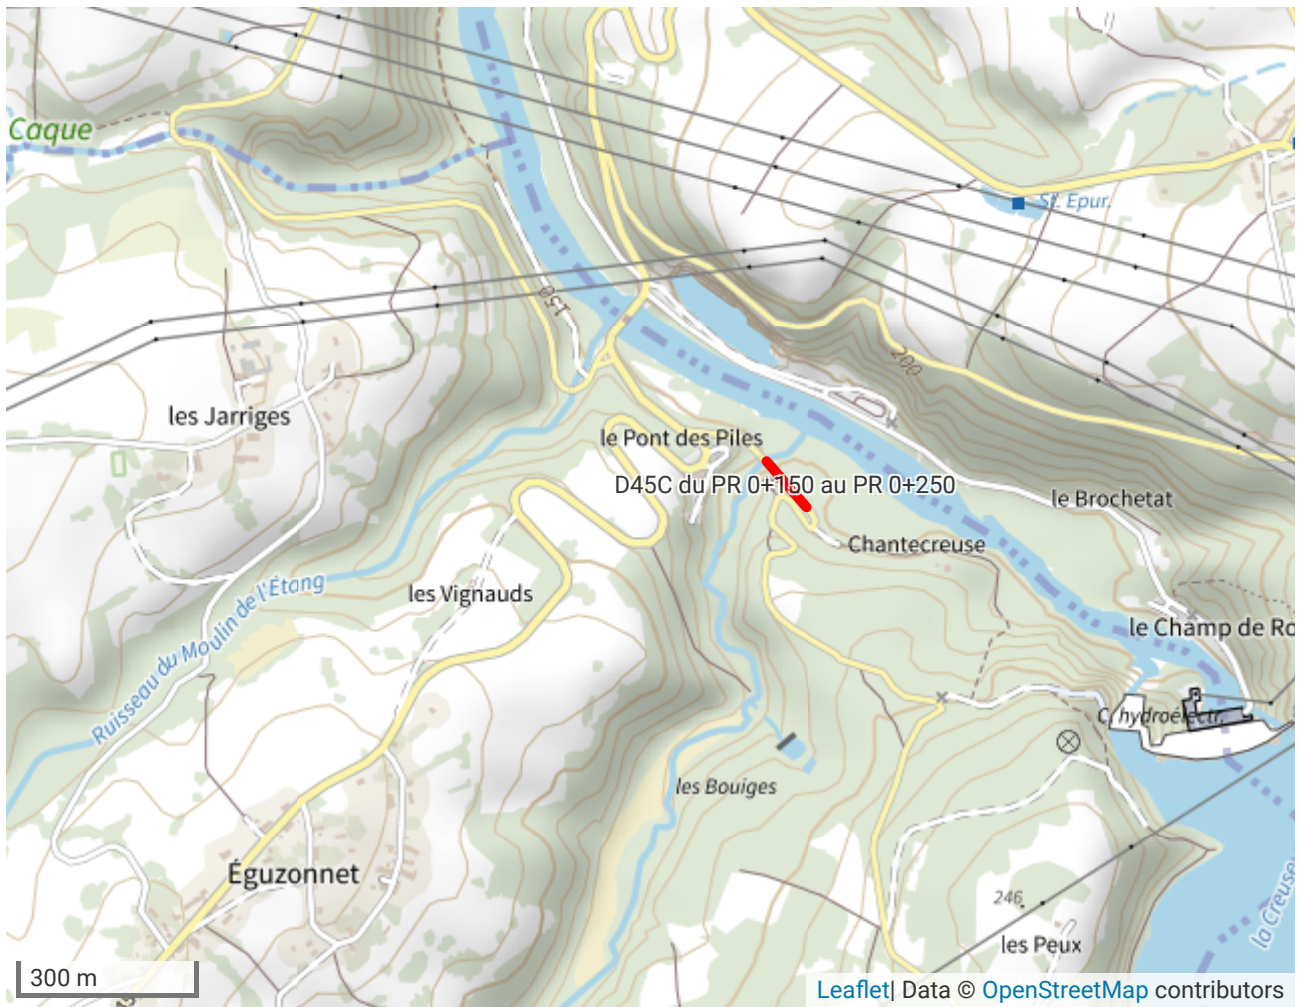 Caque
St. Epur.
150
200
les Jarriges
le Pont des Piles
D45C du PR 0+150 au PR 0+250
le Brochetat
Chantecreuse
Ruisseau du Moulin de l'Étang
les Vignauds
le Champ de Ro
C. hydroélectr.
les Bouiges
Éguzonnet
246
la Creuse
les Peux
300 m
Leaflet| Data © OpenStreetMap contributors